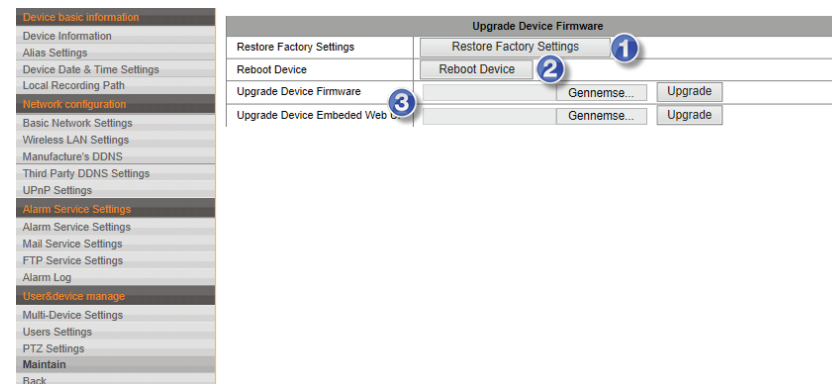 Device basic information
Device Information
Alias Settings
Device Date & Time Settings
Local Recording Path
Network configuration
Basic Network Settings
Wireless LAN Settings
Manufacture's DDNS
Third Party DDNS Settings
UPnP Settings
Alarm Service Settings
Alarm Service Settings
Mail Service Settings
FTP Service Settings
Alarm Log
User&device manage
Multi-Device Settings
Users Settings
PTZ Settings
Maintain
Back
Upgrade Device Firmware
Restore Factory Settings Restore Factory Settings 1
Reboot Device Reboot Device 2
Upgrade Device Firmware Gennemse... Upgrade
3
Upgrade Device Embeded Web Gennemse... Upgrade